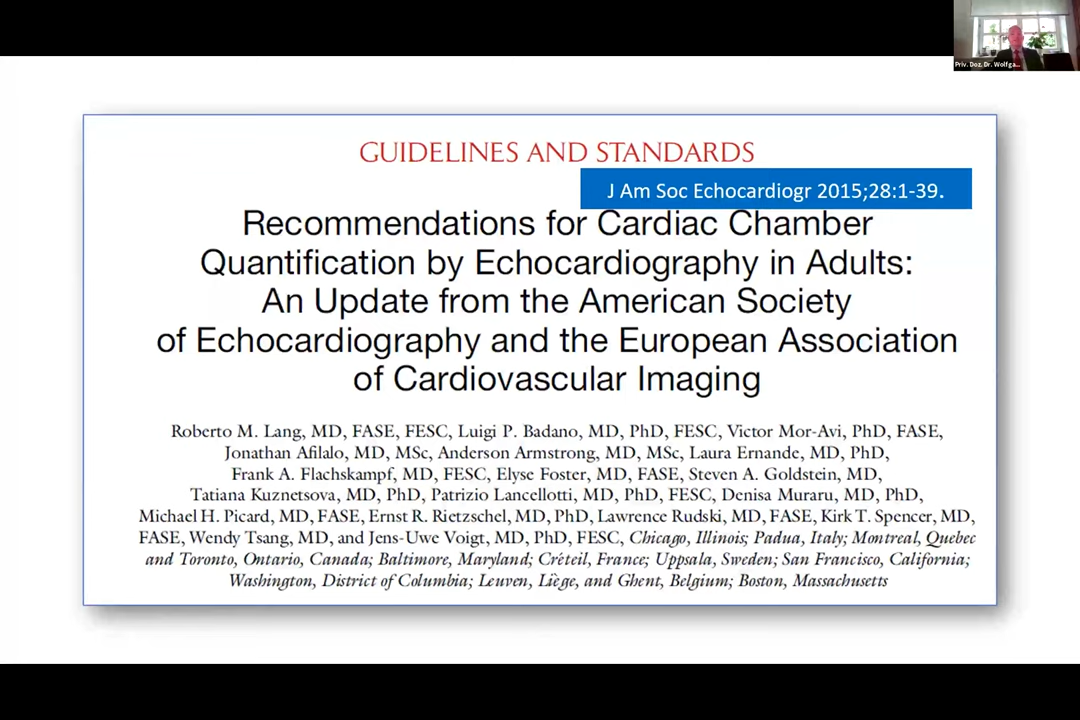 Priv. Doz. Dr. Wolfga...
GUIDELINES AND STANDARDS
J Am Soc Echocardiogr 2015;28:1-39.
Recommendations for Cardiac Chamber
Quantification by Echocardiography in Adults:
An Update from the American Society
of Echocardiography and the European Association
of Cardiovascular Imaging
Roberto M. Lang, MD, FASE, FESC, Luigi P. Badano, MD, PhD, FESC, Victor Mor-Avi, PhD, FASE,
Jonathan Afilalo, MD, MSc, Anderson Armstrong, MD, MSc, Laura Ernande, MD, PhD,
Frank A. Flachskampf, MD, FESC, Elyse Foster, MD, FASE, Steven A. Goldstein, MD,
Tatiana Kuznetsova, MD, PhD, Patrizio Lancellotti, MD, PhD, FESC, Denisa Muraru, MD, PhD,
Michael H. Picard, MD, FASE, Ernst R. Rietzschel, MD, PhD, Lawrence Rudski, MD, FASE, Kirk T. Spencer, MD,
FASE, Wendy Tsang, MD, and Jens-Uwe Voigt, MD, PhD, FESC, Chicago, Illinois; Padua, Italy; Montreal, Quebec
and Toronto, Ontario, Canada; Baltimore, Maryland; Créteil, France; Uppsala, Sweden; San Francisco, California;
Washington, District of Columbia; Leuven, Liège, and Ghent, Belgium; Boston, Massachusetts